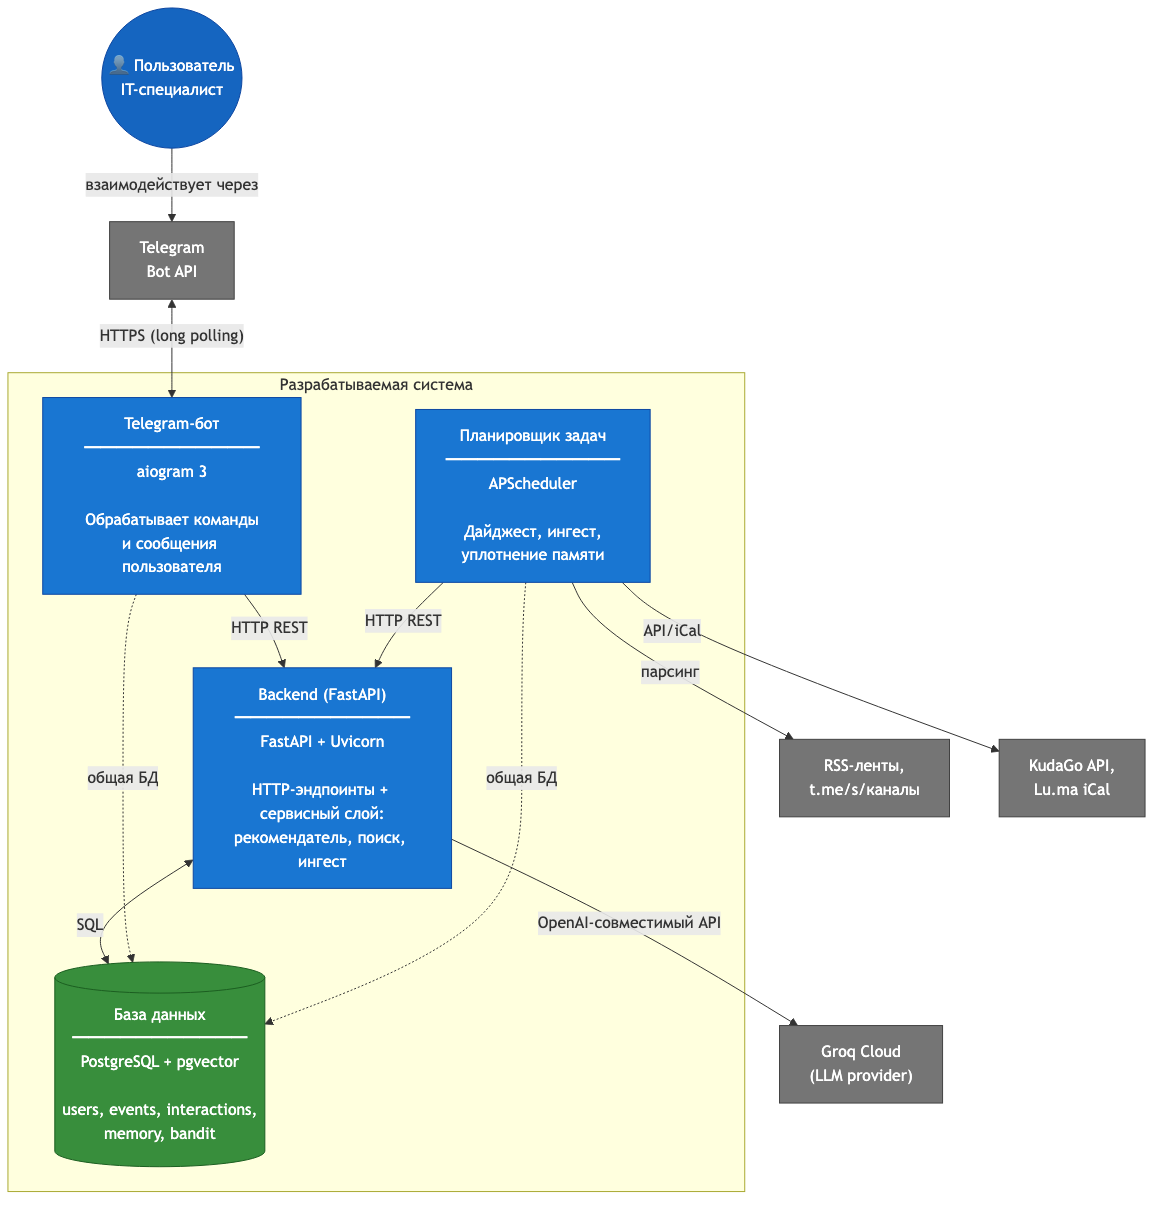 👤 Пользователь
IT-специалист
взаимодействует через
Telegram
Bot API
HTTPS (long polling)
Разрабатываемая система
Telegram-бот
aiogram 3
Обрабатывает команды
и сообщения
пользователя
Планировщик задач
APScheduler
Дайджест, ингест,
уплотнение памяти
HTTP REST
HTTP REST
API/iCal
парсинг
Backend (FastAPI)
FastAPI + Uvicorn
HTTP-эндпоинты +
сервисный слой:
рекомендатель, поиск,
ингест
общая БД
общая БД
RSS-ленты,
t.me/s/каналы
KudaGo API,
Lu.ma iCal
SQL
OpenAI-совместимый API
База данных
PostgreSQL + pgvector
users, events, interactions,
memory, bandit
Groq Cloud
(LLM provider)